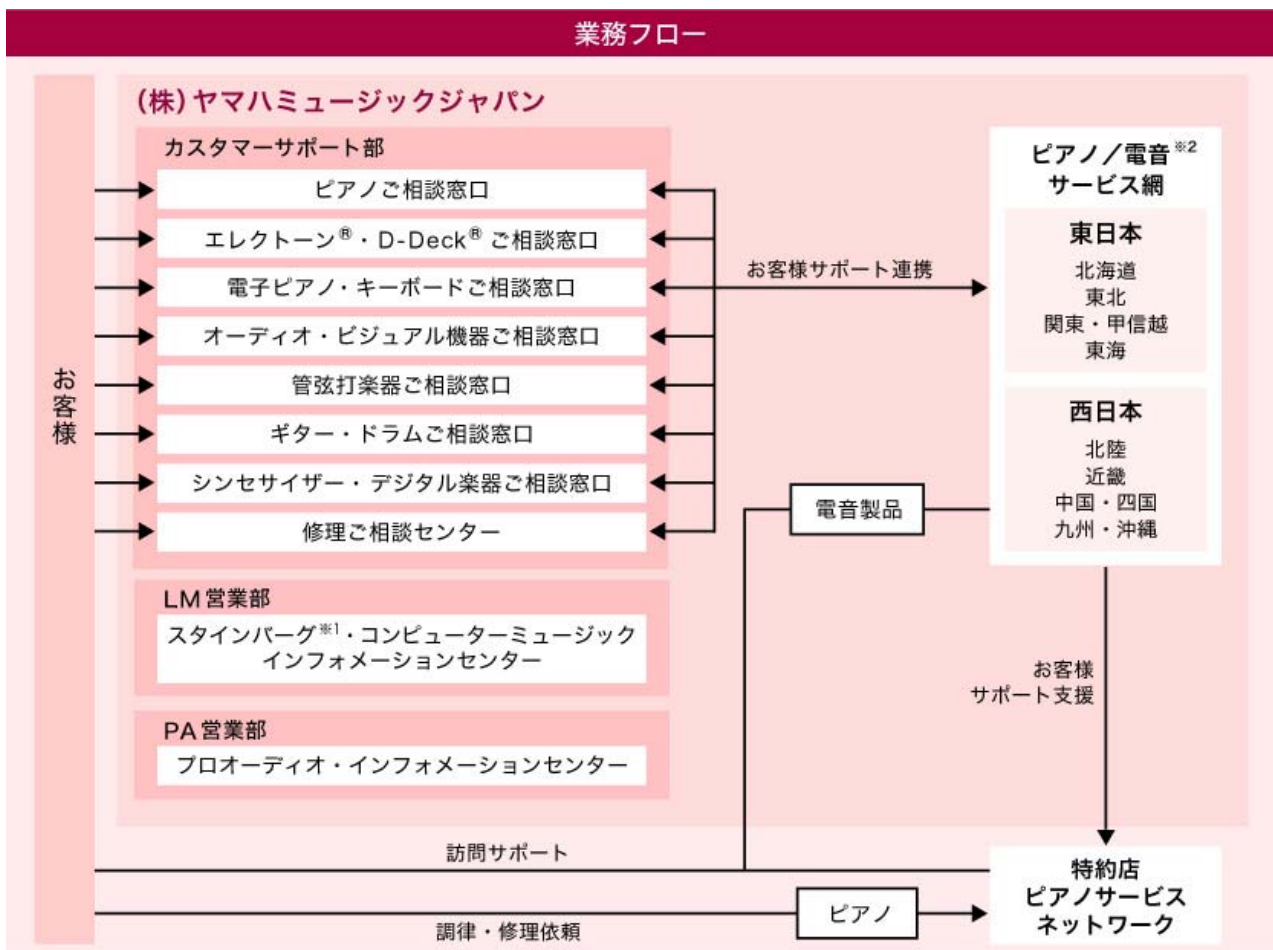 業務フロー
お客様
(株)ヤマハミュージックジャパン
カスタマーサポート部
ピアノご相談窓口
エレクトーン®・D-Deck® ご相談窓口
電子ピアノ・キーボードご相談窓口
オーディオ・ビジュアル機器ご相談窓口
管弦打楽器ご相談窓口
ギター・ドラムご相談窓口
シンセサイザー・デジタル楽器ご相談窓口
修理ご相談センター
LM営業部
スタインバーグ※1・コンピューターミュージック
インフォメーションセンター
PA営業部
プロオーディオ・インフォメーションセンター
お客様サポート連携
ピアノ/電音※2
サービス網
東日本
北海道
東北
関東・甲信越
東海
西日本
北陸
近畿
中国・四国
九州・沖縄
電音製品
お客様
サポート支援
訪問サポート
調律・修理依頼
ピアノ
特約店
ピアノサービス
ネットワーク